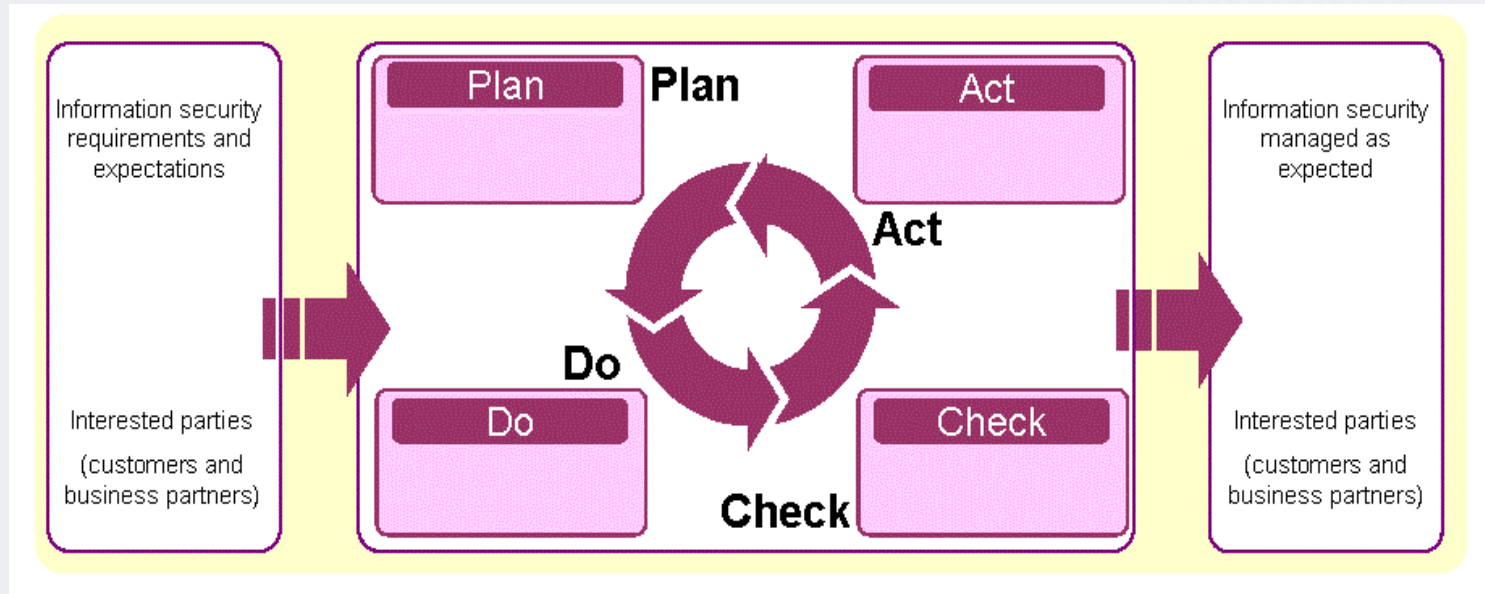 Information security
requirements and
expectations
Interested parties
(customers and
business partners)
Plan
Plan
Act
Act
Do
Do
Check
Check
Information security
managed as
expected
Interested parties
(customers and
business partners)